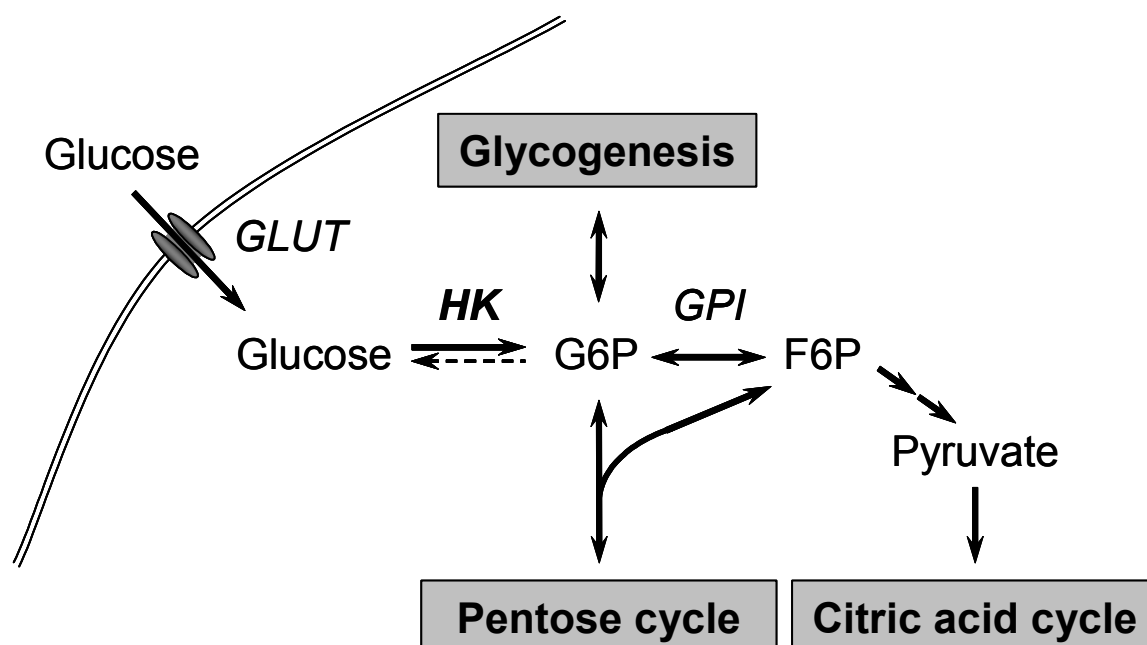 Glucose
GLUT
Glycogenesis
Glucose
HK
G6P
GPI
F6P
Pyruvate
Pentose cycle
Citric acid cycle